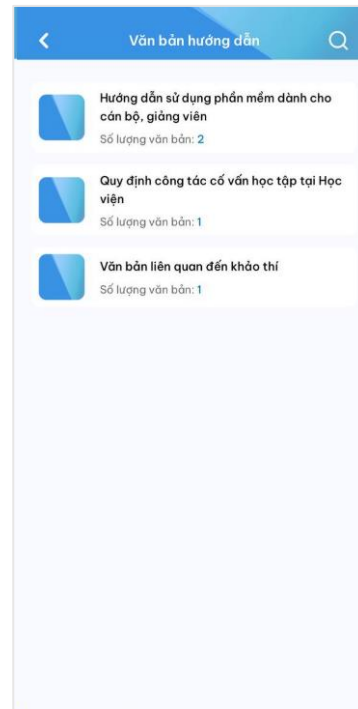 Văn bản hướng dẫn
Hướng dẫn sử dụng phần mềm dành cho
cán bộ, giảng viên
Số lượng văn bản: 2
Quy định công tác cố vấn học tập tại Học
viện
Số lượng văn bản: 1
Văn bản liên quan đến khảo thí
Số lượng văn bản: 1